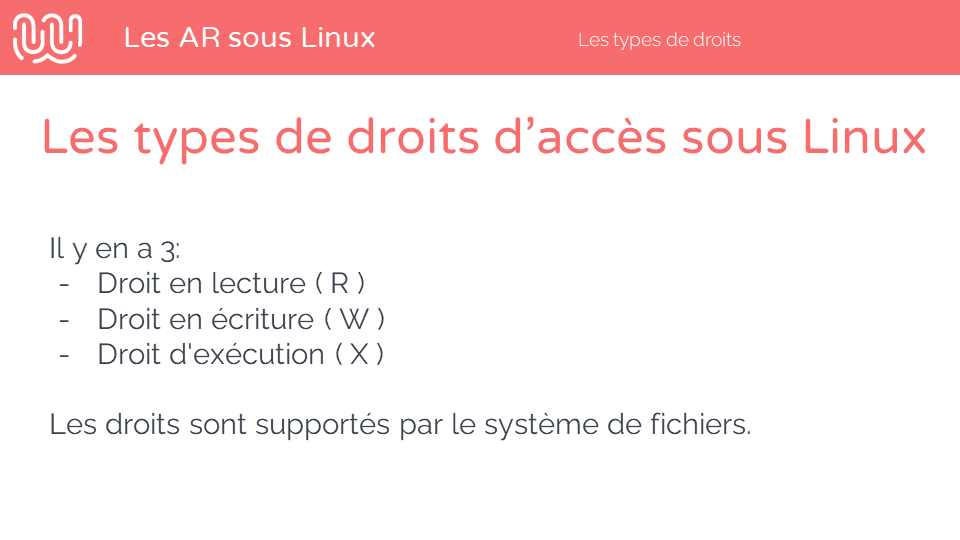 Les AR sous Linux
Les types de droits
Les types de droits d’accès sous Linux
Il y en a 3:
- Droit en lecture ( R )
- Droit en écriture ( W )
- Droit d'exécution ( X )
Les droits sont supportés par le système de fichiers.